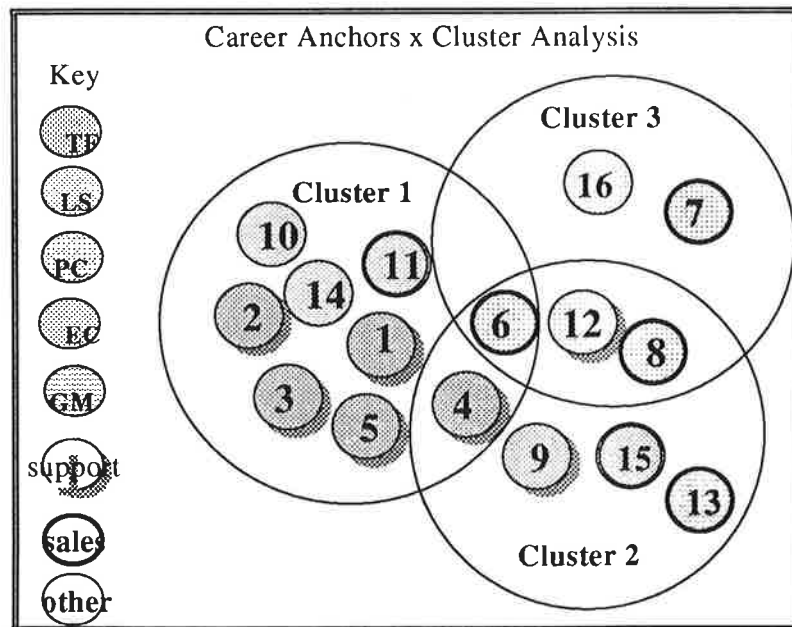 Career Anchors x Cluster Analysis
Key
TF
LS
PC
EC
GM
support
sales
other
Cluster 1
10
11
14
2
1
3
5
4
6
Cluster 3
16
7
12
8
9
15
13
Cluster 2